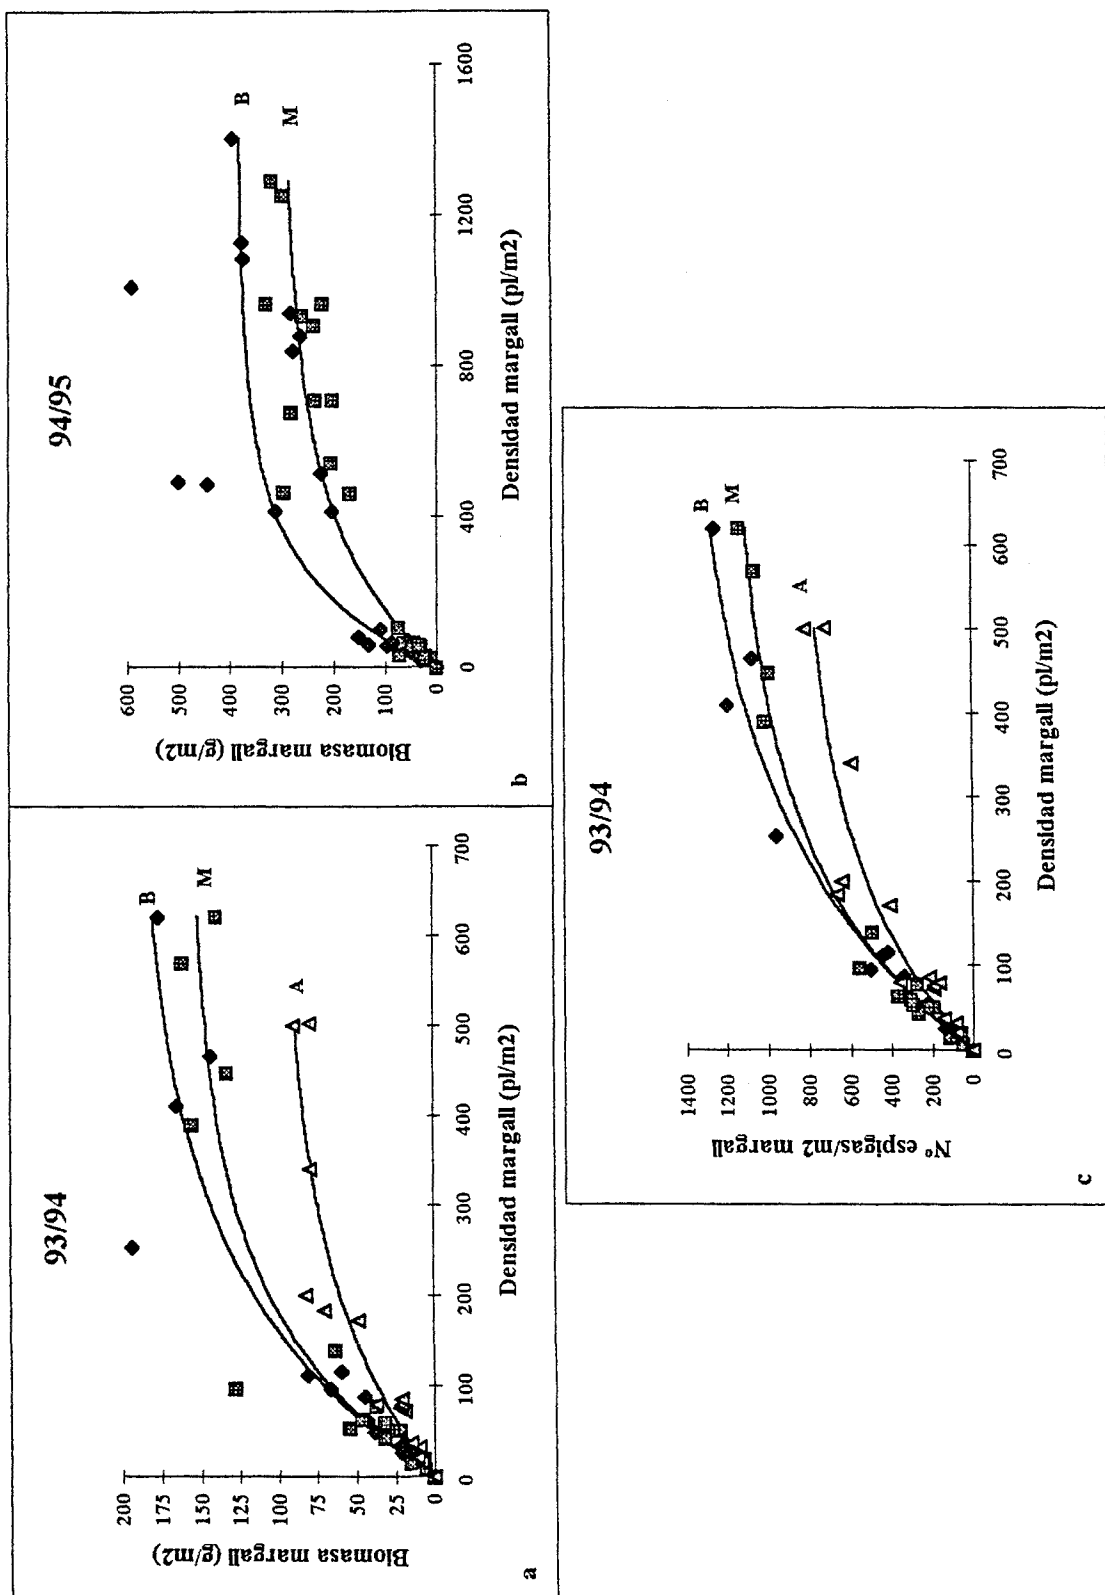 93/94
Biomasa margall (g/m2)
200
175
150
125
100
75
50
25
0
0 100 200 300 400 500 600 700
B
M
A
Densidad margall (pl/m2)
a
94/95
Biomasa margall (g/m2)
600
500
400
300
200
100
0
0 400 800 1200 1600
B
M
Densidad margall (pl/m2)
b
93/94
Nº espigas/m2 margall
1400
1200
1000
800
600
400
200
0
0 100 200 300 400 500 600 700
B
M
A
Densidad margall (pl/m2)
c